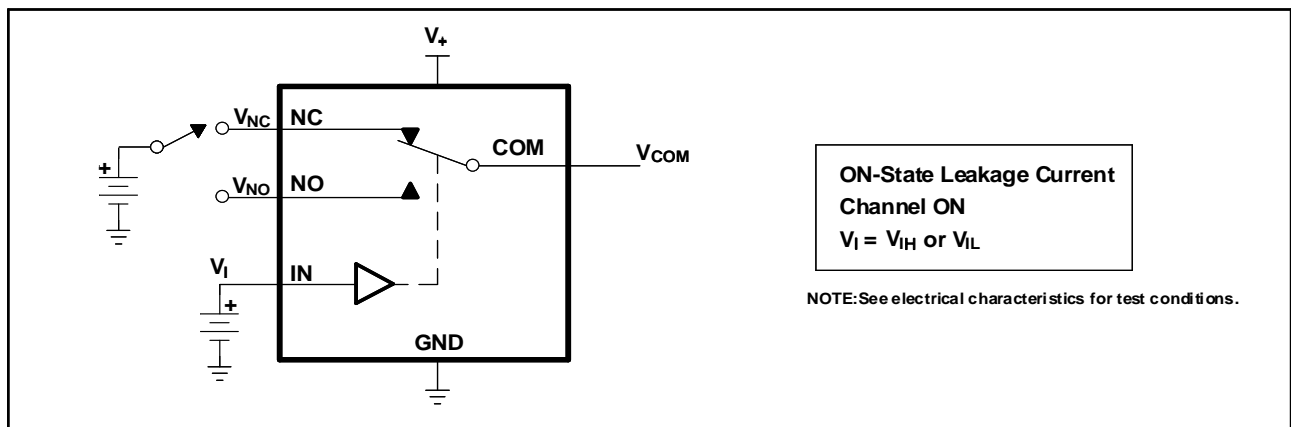 V+
VNC NC
COM VCOM
VNO NO
VI IN
GND
+
+
ON-State Leakage Current
Channel ON
VI = VIH or VIL
NOTE:See electrical characteristics for test conditions.